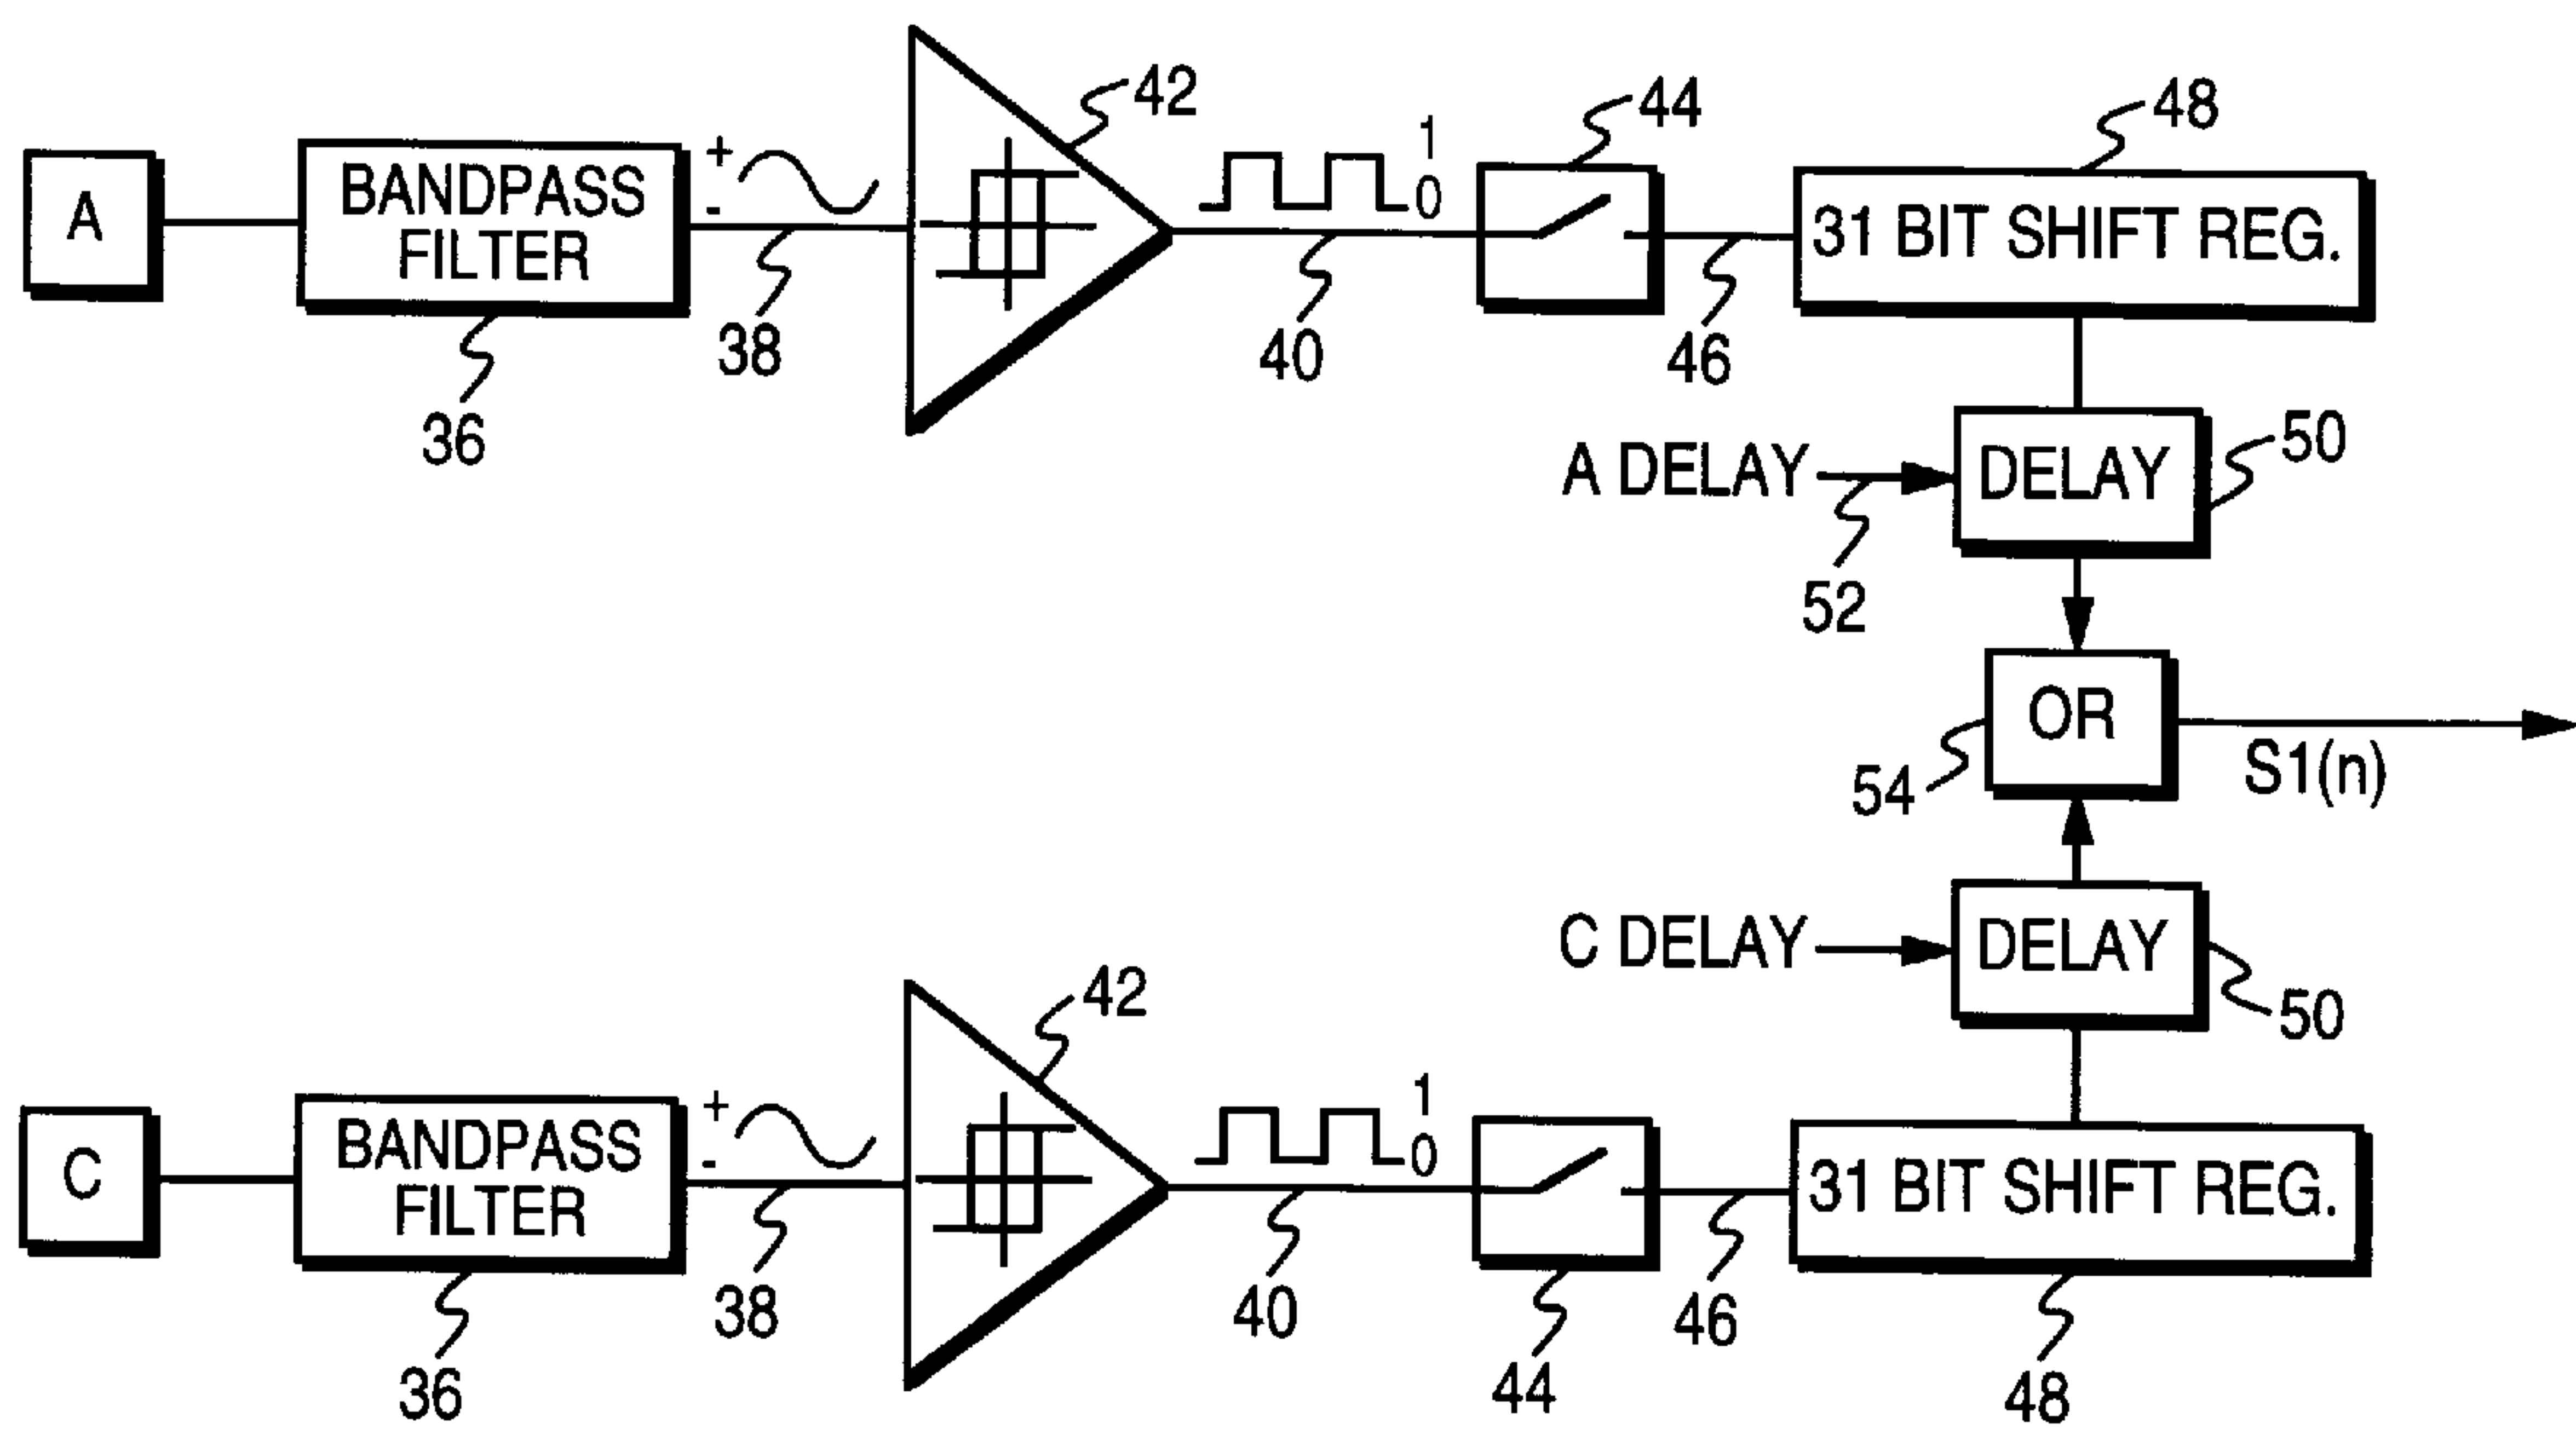 42
44
48
A
BANDPASS
FILTER
+
-
1
0
31 BIT SHIFT REG.
36
38
40
46
A DELAY
DELAY
50
52
OR
54
S1(n)
C DELAY
DELAY
50
42
C
BANDPASS
FILTER
+
-
1
0
31 BIT SHIFT REG.
36
38
40
44
46
48